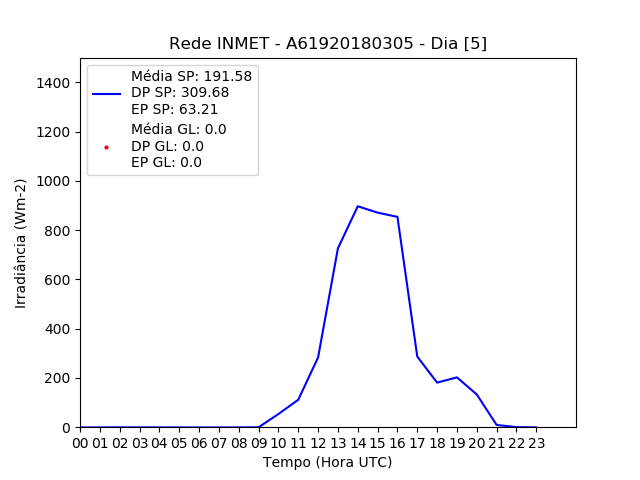 Rede INMET - A61920180305 - Dia [5]
Média SP: 191.58
DP SP: 309.68
EP SP: 63.21
Média GL: 0.0
DP GL: 0.0
EP GL: 0.0
1400
1200
1000
800
600
400
200
0
Irradiância (Wm-2)
00 01 02 03 04 05 06 07 08 09 10 11 12 13 14 15 16 17 18 19 20 21 22 23
Tempo (Hora UTC)